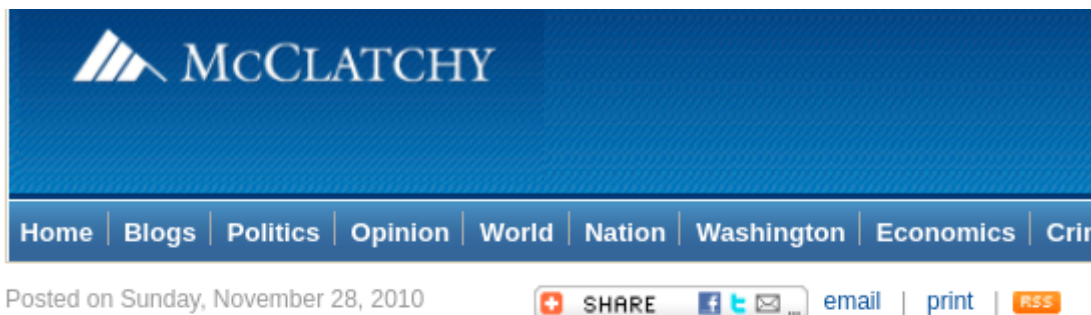 McCLATCHY
Home Blogs Politics Opinion World Nation Washington Economics
Posted on Sunday, November 28, 2010 SHARE ... email | print | RSS